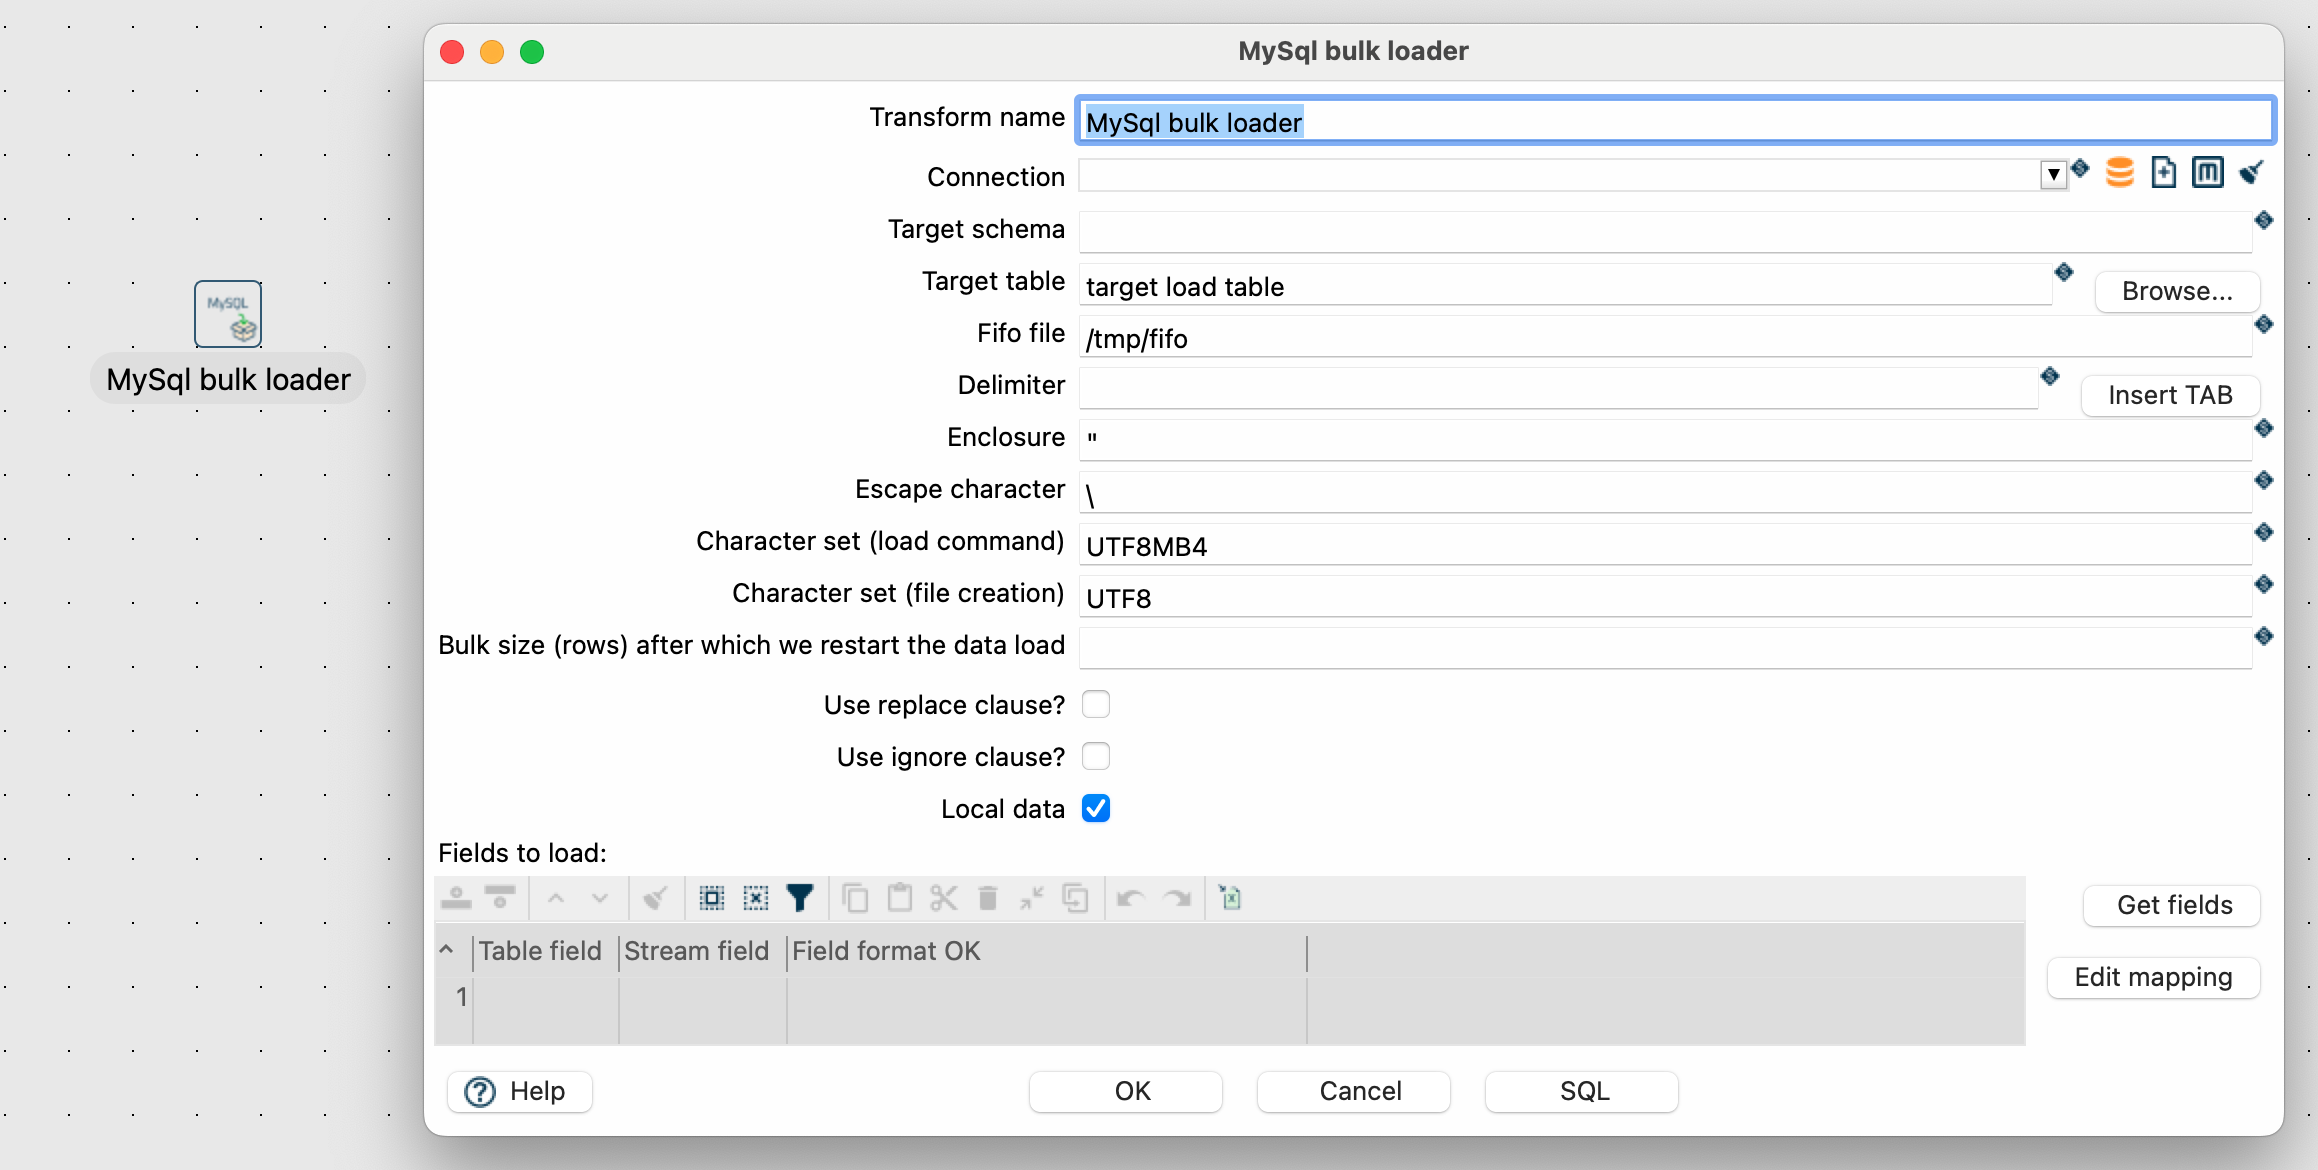 MySql bulk loader
Transform name
MySql bulk loader
Connection
Target schema
Target table
target load table
Browse...
Fifo file
/tmp/fifo
Delimiter
Insert TAB
Enclosure
"
Escape character
\
Character set (load command)
UTF8MB4
Character set (file creation)
UTF8
Bulk size (rows) after which we restart the data load
Use replace clause?
Use ignore clause?
Local data
Fields to load:
Get fields
Table field
Stream field
Field format OK
1
Edit mapping
Help
OK
Cancel
SQL
MySQL
MySql bulk loader